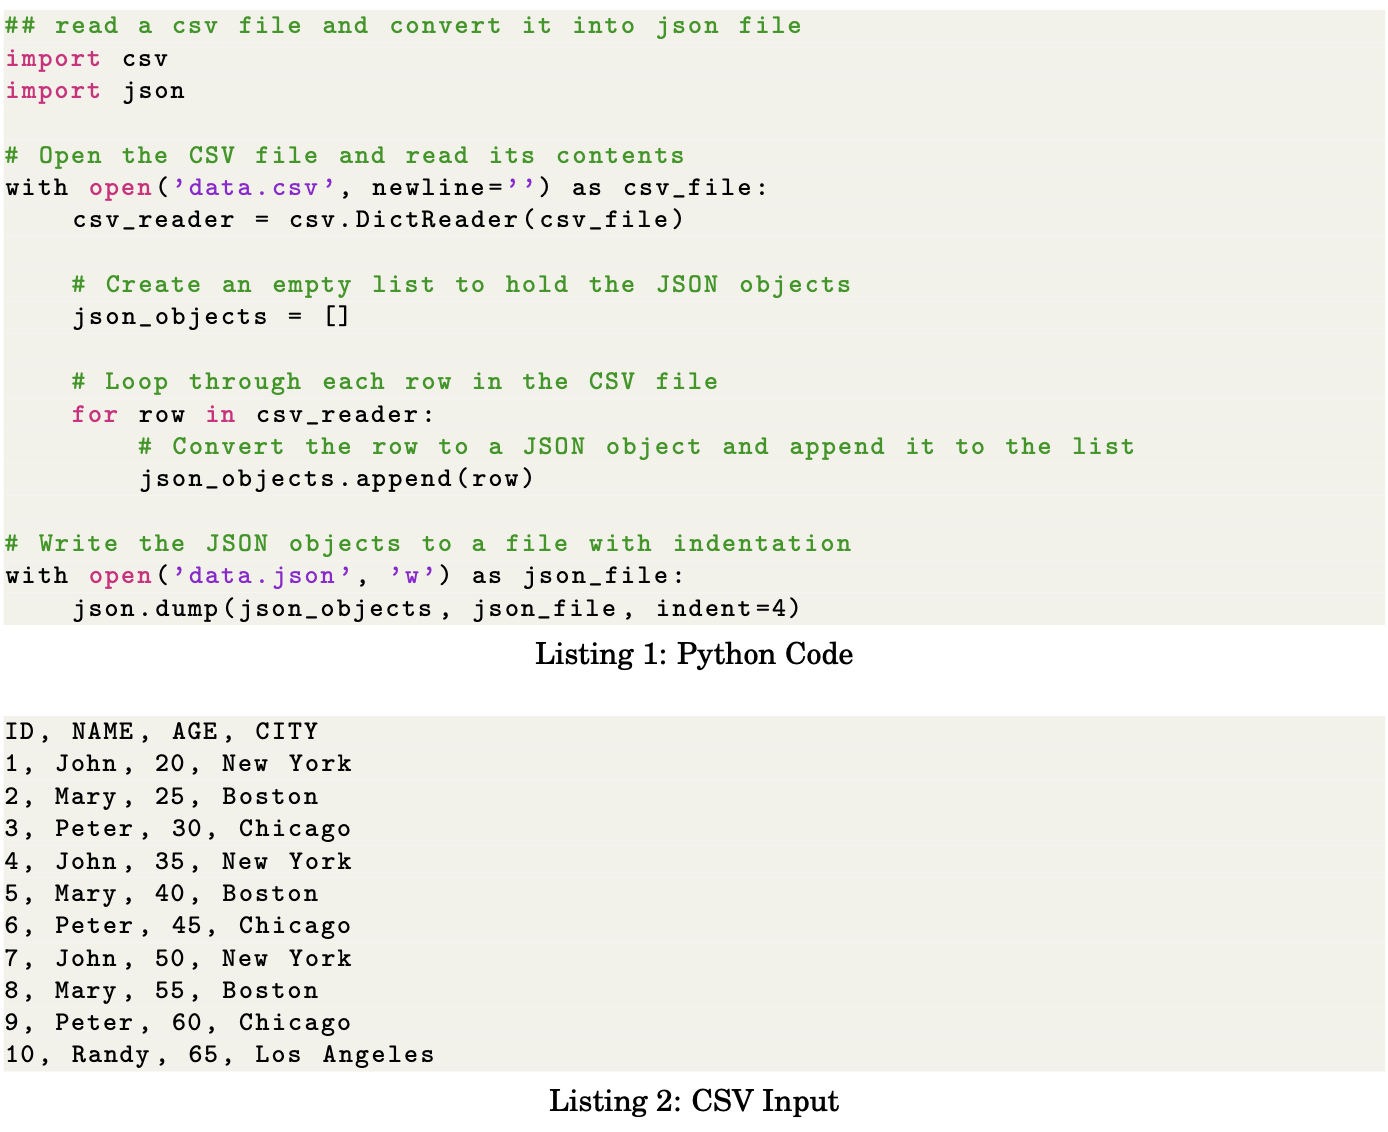 ## read a csv file and convert it into json file
import csv
import json
# Open the CSV file and read its contents
with open('data.csv', newline='') as csv_file:
    csv_reader = csv.DictReader(csv_file)
    # Create an empty list to hold the JSON objects
    json_objects = []
    # Loop through each row in the CSV file
    for row in csv_reader:
        # Convert the row to a JSON object and append it to the list
        json_objects.append(row)
# Write the JSON objects to a file with indentation
with open('data.json', 'w') as json_file:
    json.dump(json_objects, json_file, indent=4)
Listing 1: Python Code
ID, NAME, AGE, CITY
1, John, 20, New York
2, Mary, 25, Boston
3, Peter, 30, Chicago
4, John, 35, New York
5, Mary, 40, Boston
6, Peter, 45, Chicago
7, John, 50, New York
8, Mary, 55, Boston
9, Peter, 60, Chicago
10, Randy, 65, Los Angeles
Listing 2: CSV Input